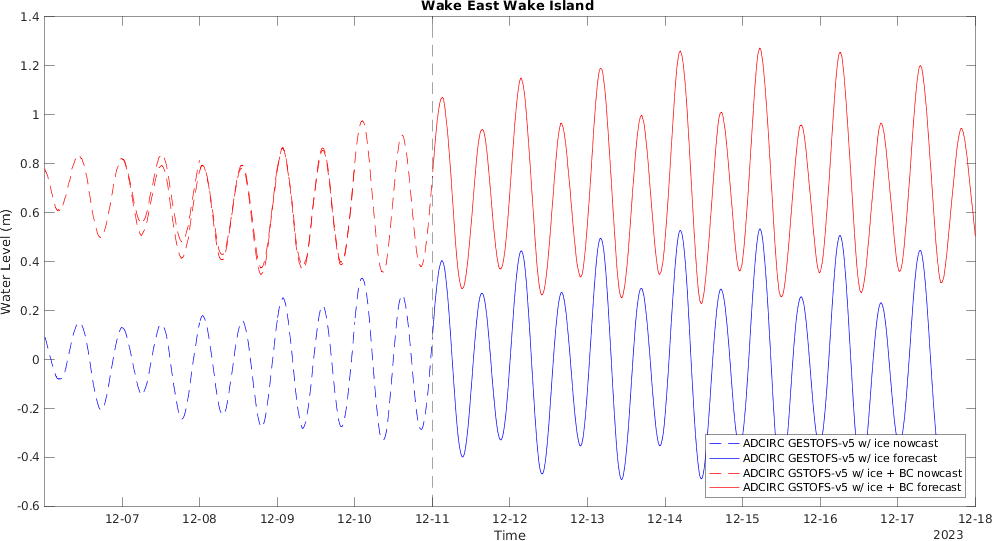 Wake East Wake Island
1.4
1.2
1
0.8
0.6
0.4
0.2
0
-0.2
-0.4
-0.6
Water Level (m)
ADCIRC GESTOFS-v5 w/ ice nowcast
ADCIRC GESTOFS-v5 w/ ice forecast
ADCIRC GSTOFS-v5 w/ ice + BC nowcast
ADCIRC GSTOFS-v5 w/ ice + BC forecast
12-07 12-08 12-09 12-10 12-11 12-12 12-13 12-14 12-15 12-16 12-17 12-18
Time
2023